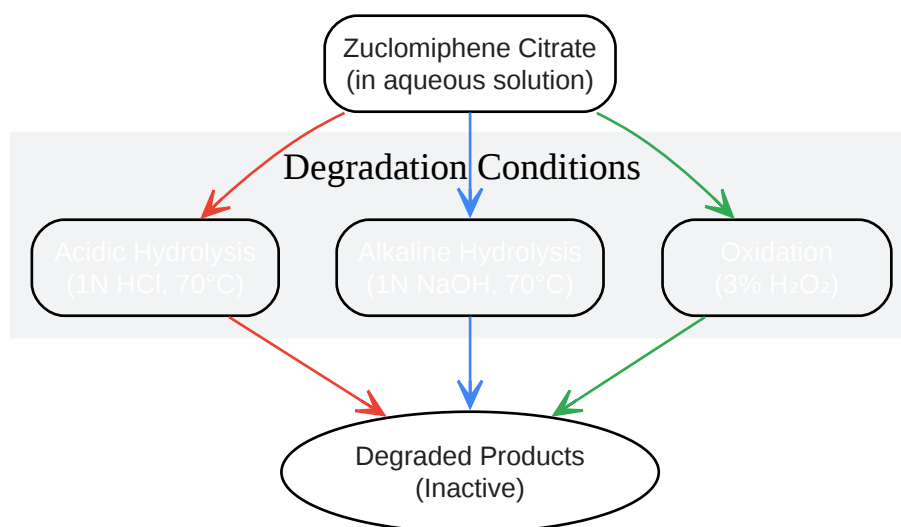 Zuclomiphene Citrate
(in aqueous solution)
Degradation Conditions
Acidic Hydrolysis
(1N HCl, 70°C)
Alkaline Hydrolysis
(1N NaOH, 70°C)
Oxidation
(3% H₂O₂)
Degraded Products
(Inactive)